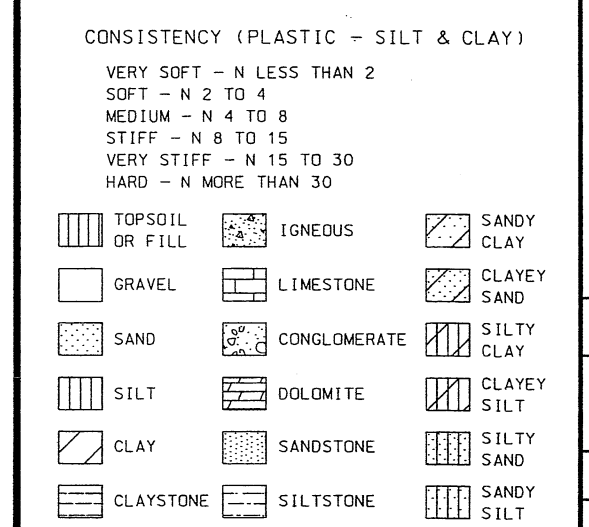 CONSISTENCY (PLASTIC - SILT & CLAY)
VERY SOFT - N LESS THAN 2
SOFT - N 2 TO 4
MEDIUM - N 4 TO 8
STIFF - N 8 TO 15
VERY STIFF - N 15 TO 30
HARD - N MORE THAN 30
TOPSOIL
OR FILL
GRAVEL
SAND
SILT
CLAY
CLAYSTONE
IGNEOUS
LIMESTONE
CONGLOMERATE
DOLOMITE
SANDSTONE
SILTSTONE
SANDY
CLAY
CLAYEY
SAND
SILTY
CLAY
CLAYEY
SILT
SILTY
SAND
SANDY
SILT